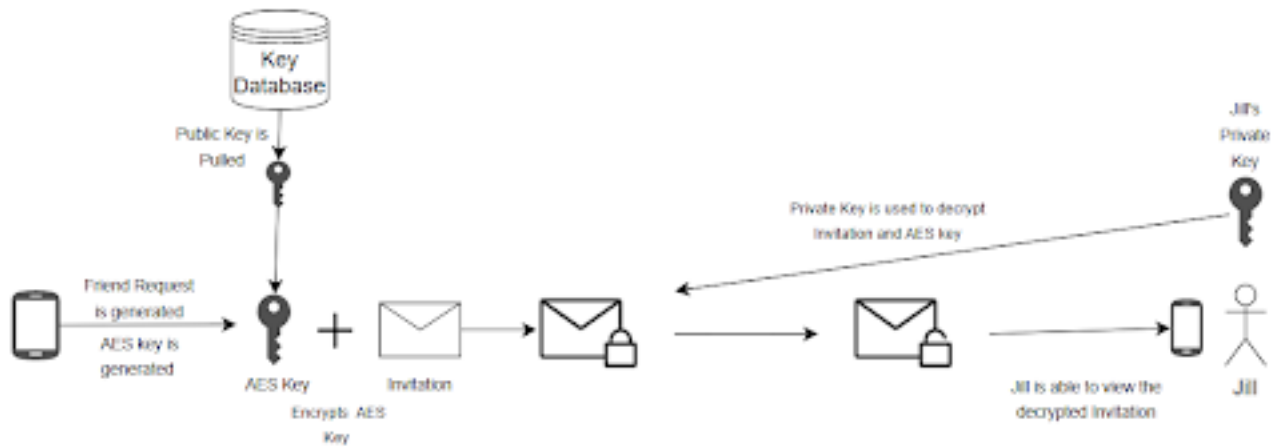 Key
Database
Public Key is
Pulled
Jill's
Private
Key
Private Key is used to decrypt
Invitation and AES key
Friend Request
is generated
AES key is
generated
AES Key
Invitation
Encrypts AES
Key
Jill is able to view the
decrypted Invitation
Jill